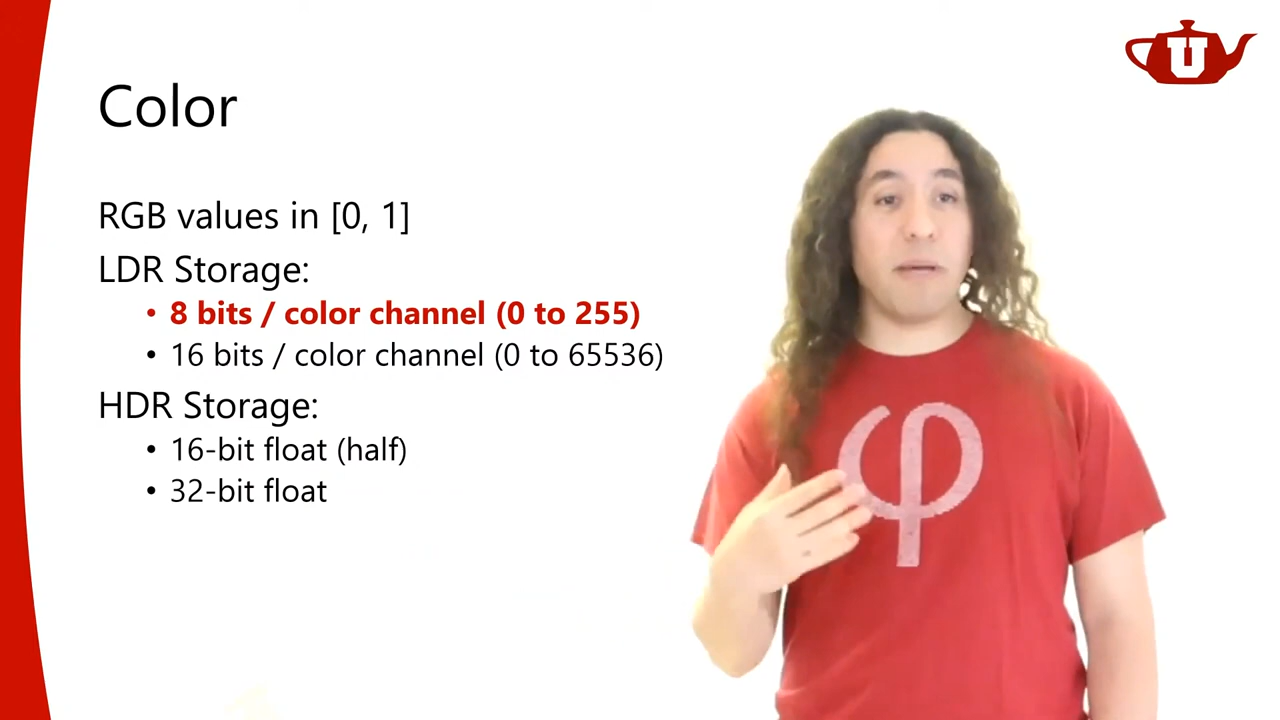 U
Color
RGB values in [0, 1]
LDR Storage:
• 8 bits / color channel (0 to 255)
• 16 bits / color channel (0 to 65536)
HDR Storage:
• 16-bit float (half)
• 32-bit float
φ